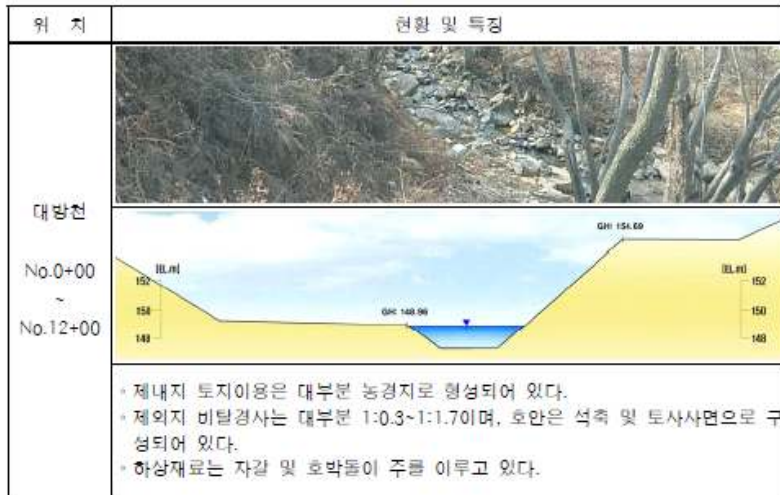 위 치
현황 및 특징
대방천
No.0+00
~
No.12+00
GH: 154.69
[EL.m]
152
150
148
GH: 148.96
[EL.m]
152
150
148
◦ 제내지 토지이용은 대부분 농경지로 형성되어 있다.
◦ 제외지 비탈경사는 대부분 1:0.3~1:1.7이며, 호안은 석축 및 토사사면으로 구
성되어 있다.
◦ 하상재료는 자갈 및 호박돌이 주를 이루고 있다.